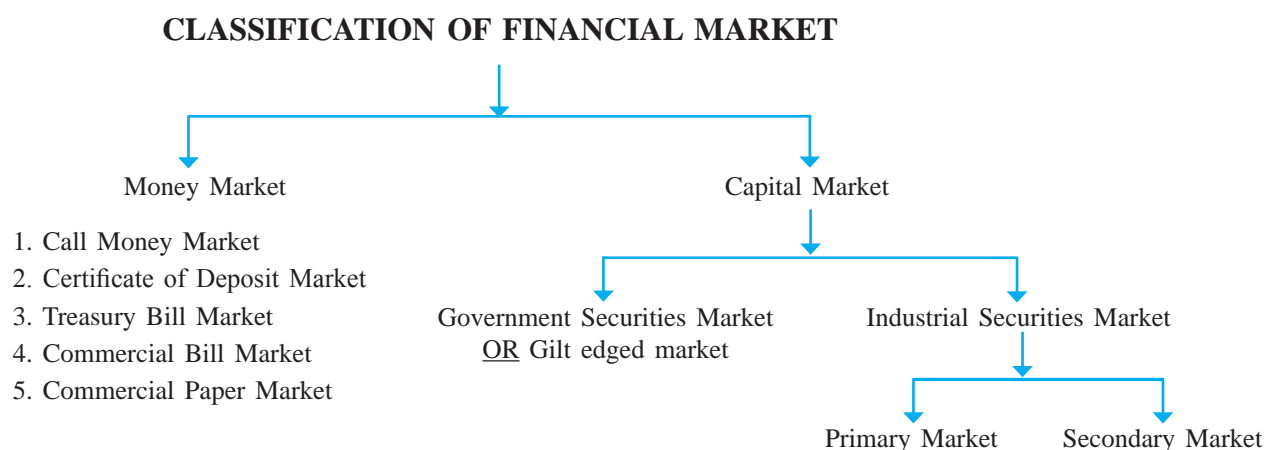 CLASSIFICATION OF FINANCIAL MARKET
Money Market
Capital Market
1. Call Money Market
2. Certificate of Deposit Market
3. Treasury Bill Market
4. Commercial Bill Market
5. Commercial Paper Market
Government Securities Market
OR Gilt edged market
Industrial Securities Market
Primary Market
Secondary Market